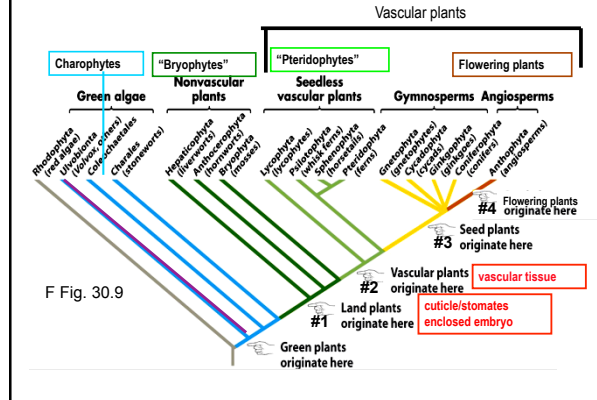 Vascular plants
Charophytes
“Bryophytes”
“Pteridophytes”
Flowering plants
Green algae
Nonvascular
plants
Seedless
vascular plants
Gymnosperms
Angiosperms
Rhodophyta
(red algae)
Ulvobionta
(Volvox, others)
Coleochaetales
Charales
(stoneworts)
Hepaticophyta
(liverworts)
Anthocerophyta
(hornworts)
Bryophyta
(mosses)
Lycophyta
(lycophytes)
Psilotophyta
(whisk ferns)
Sphenophyta
(horsetails)
Pteridophyta
(ferns)
Gnetophyta
(gnetophytes)
Cycadophyta
(cycads)
Ginkgophyta
(ginkgoes)
Coniferophyta
(conifers)
Anthophyta
(angiosperms)
#4 Flowering plants
originate here
#3 Seed plants
originate here
#2 Vascular plants
originate here
vascular tissue
#1 Land plants
originate here
cuticle/stomates
enclosed embryo
Green plants
originate here
F Fig. 30.9